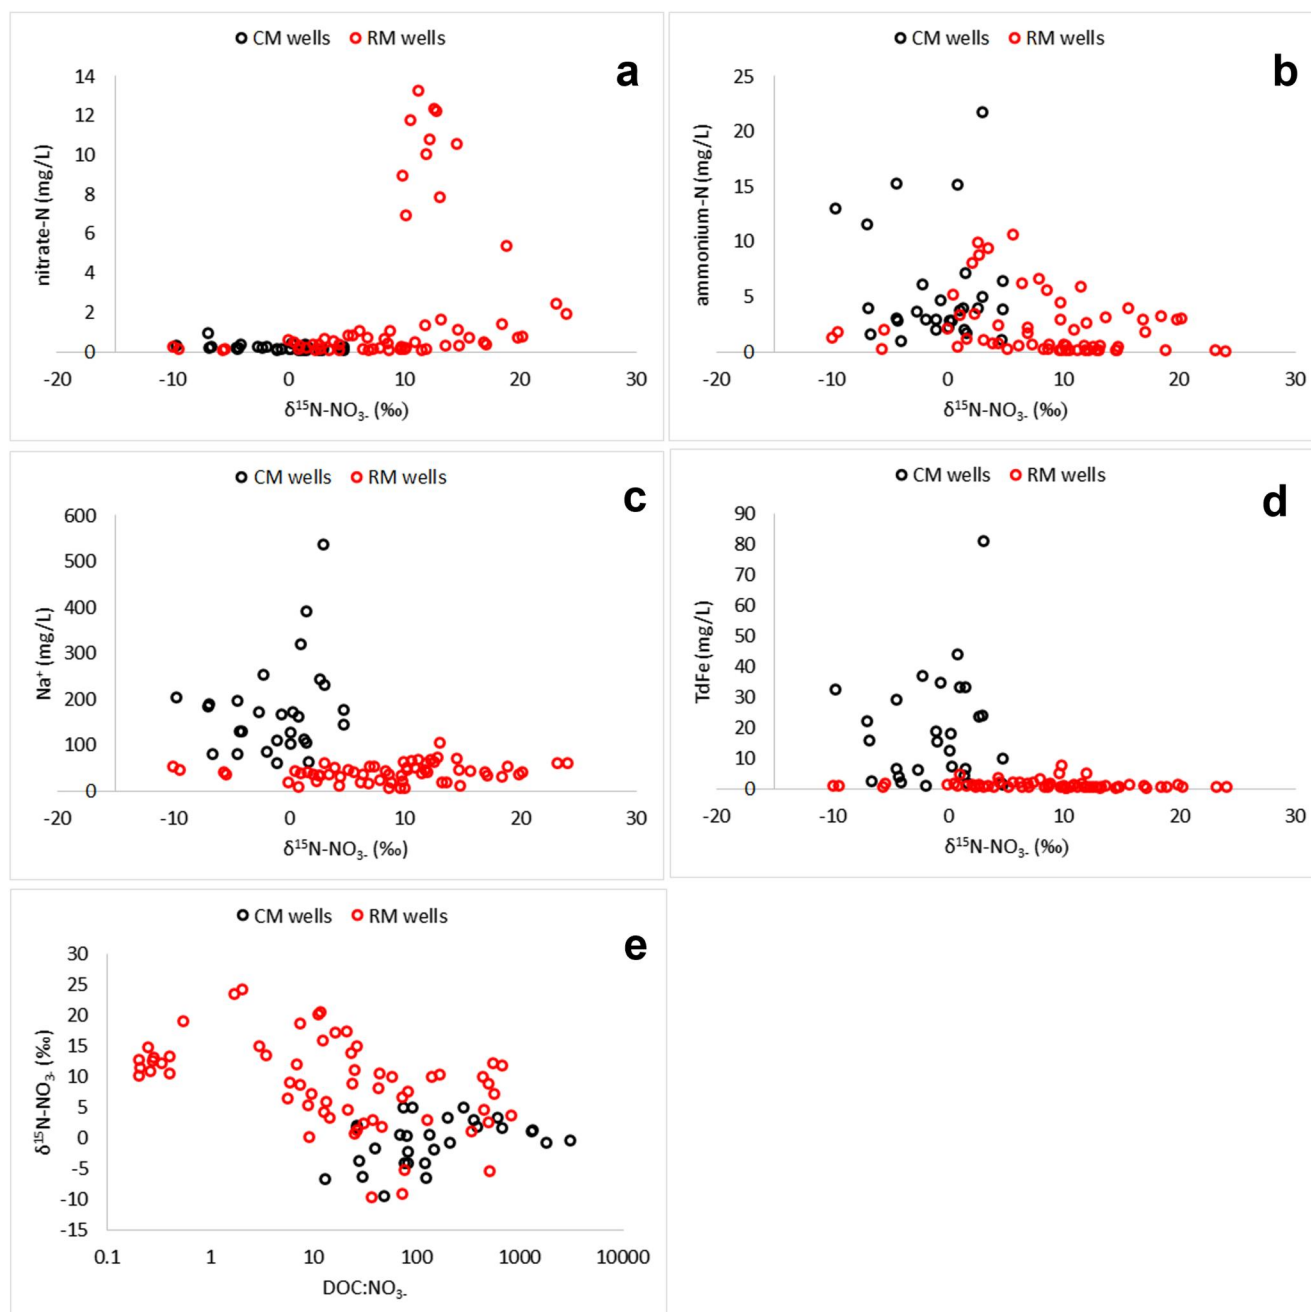 CM wells RM wells
a
14
12
10
8
6
4
2
0
nitrate-N (mg/L)
-20 -10 0 10 20 30
δ¹⁵N-NO₃₋ (‰)
CM wells RM wells
b
25
20
15
10
5
0
ammonium-N (mg/L)
-20 -10 0 10 20 30
δ¹⁵N-NO₃₋ (‰)
CM wells RM wells
c
600
500
400
300
200
100
0
Na⁺ (mg/L)
-20 -10 0 10 20 30
δ¹⁵N-NO₃₋ (‰)
CM wells RM wells
d
90
80
70
60
50
40
30
20
10
0
TdFe (mg/L)
-20 -10 0 10 20 30
δ¹⁵N-NO₃₋ (‰)
CM wells RM wells
e
30
25
20
15
10
5
0
-5
-10
-15
δ¹⁵N-NO₃₋ (‰)
0.1 1 10 100 1000 10000
DOC:NO₃₋